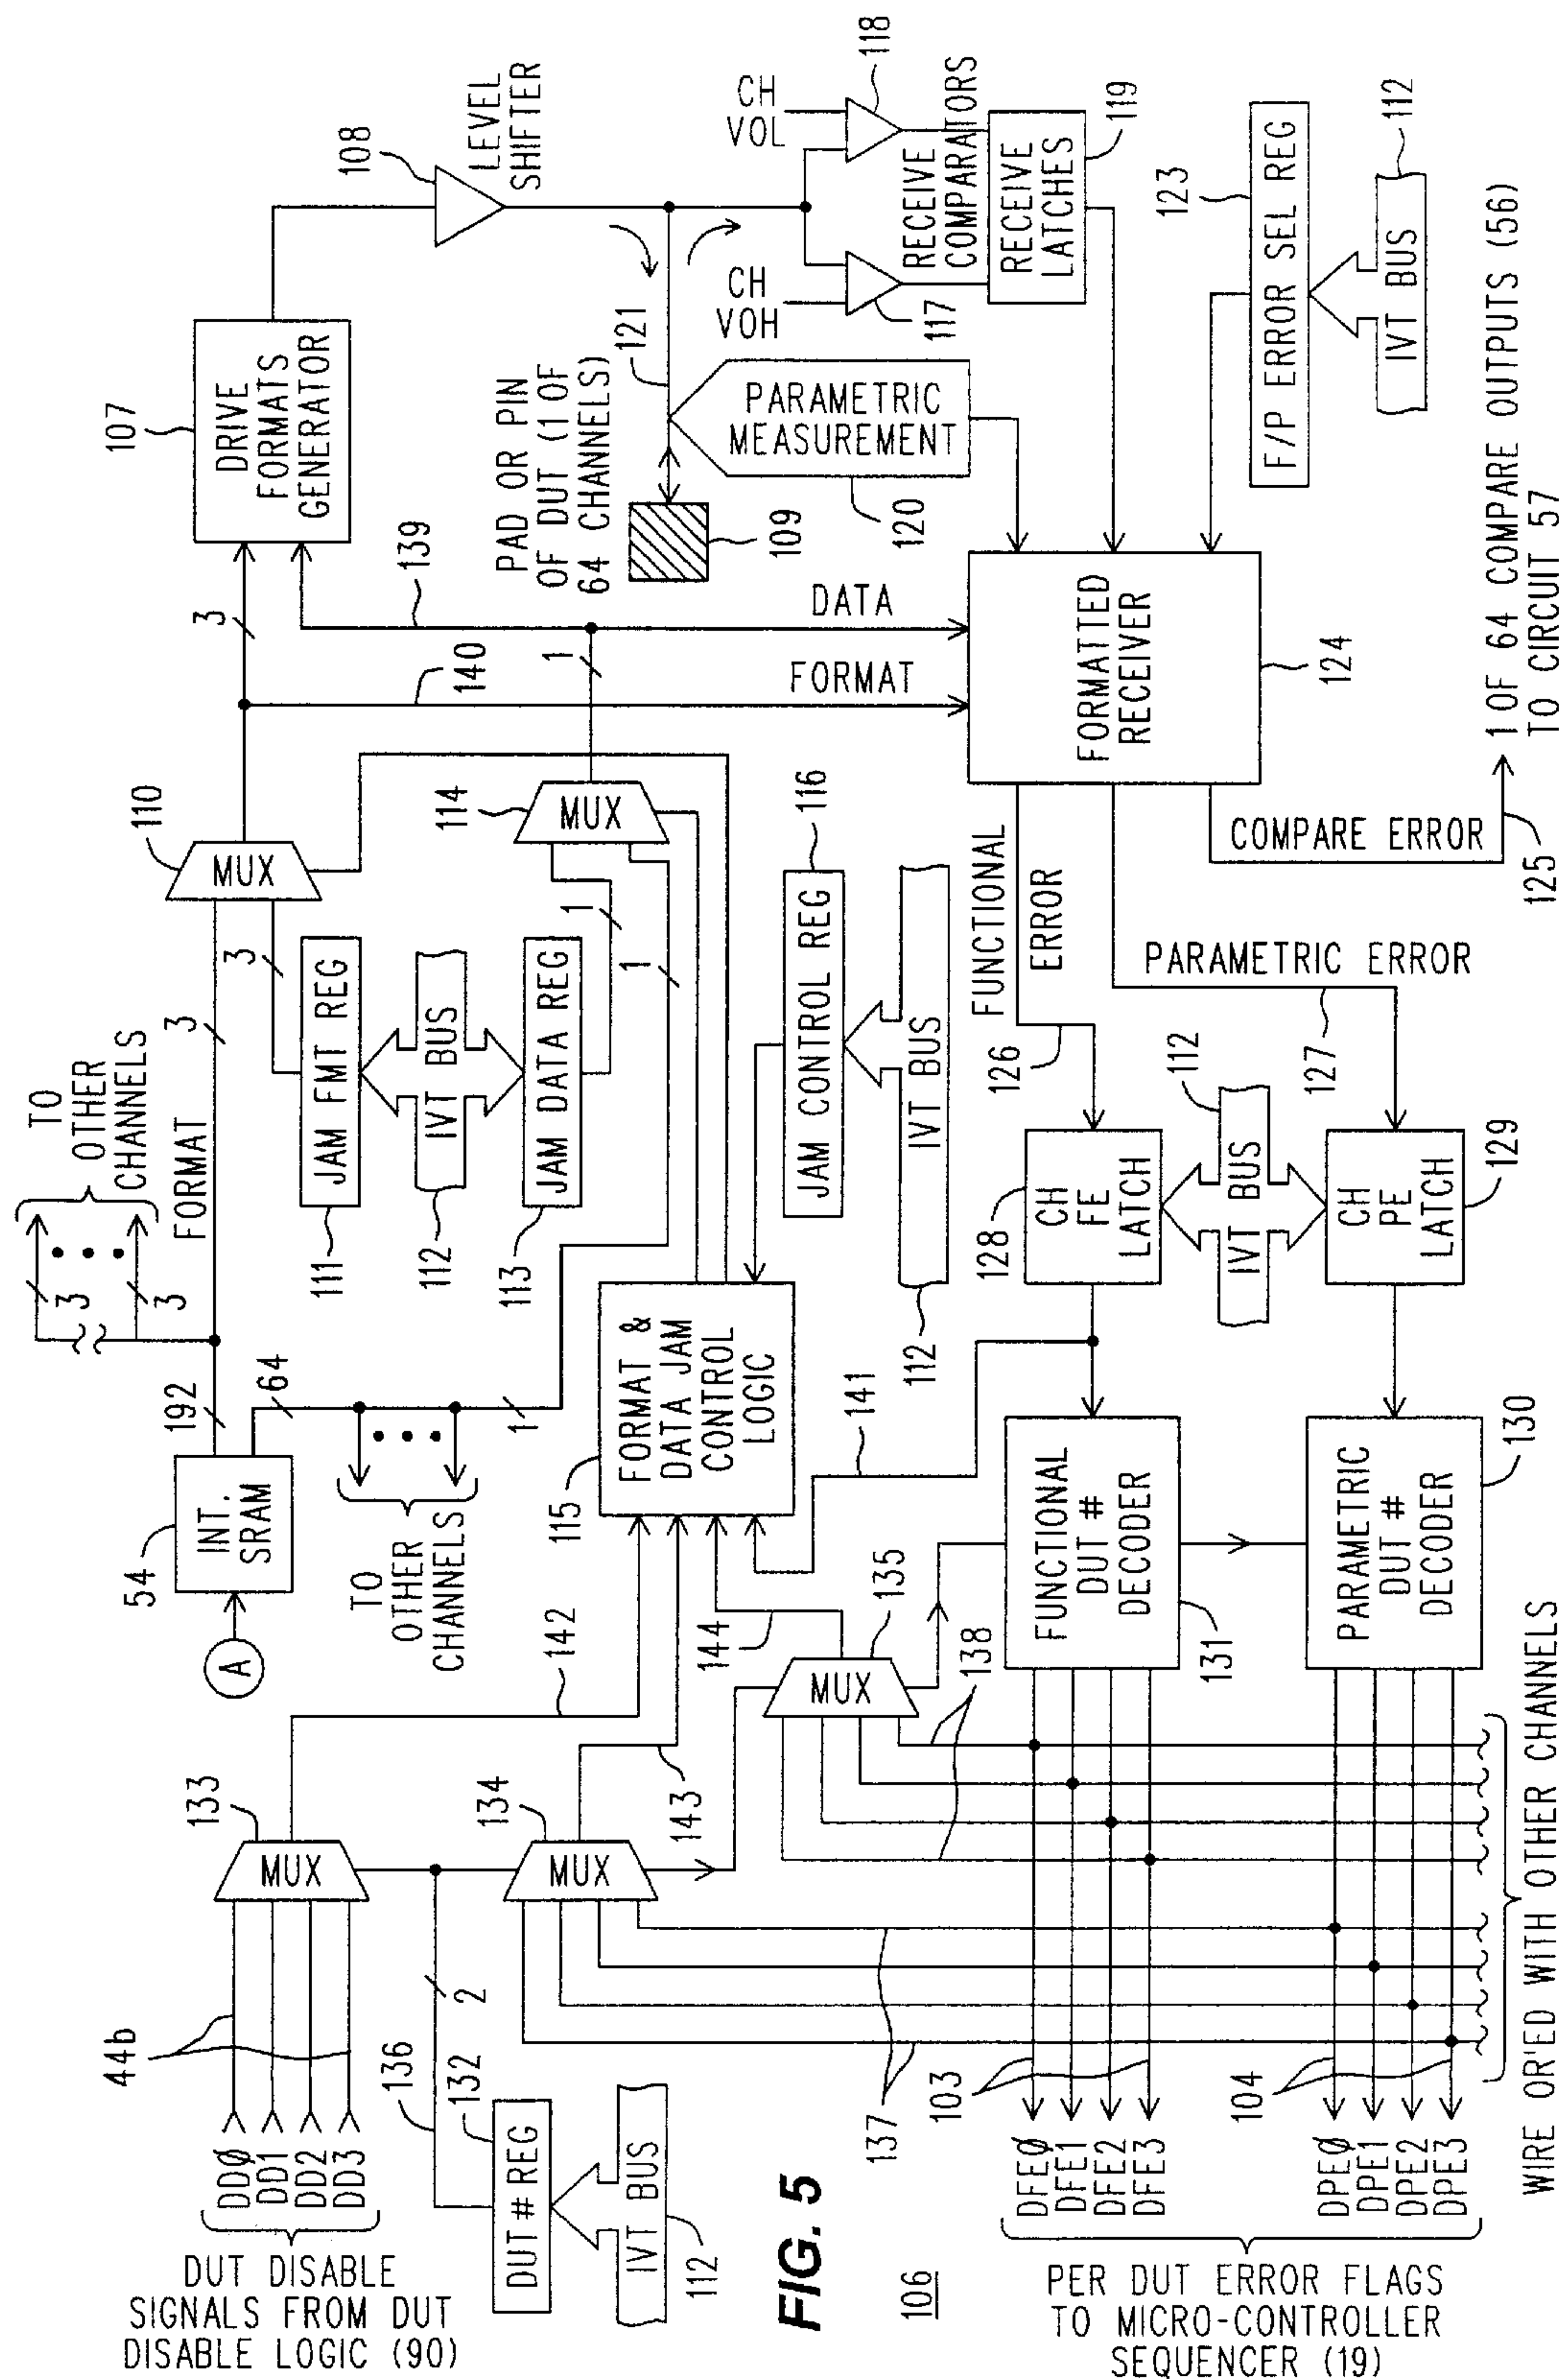 DUT DISABLE
SIGNALS FROM DUT
DISABLE LOGIC (90)
DDØ
DD1
DD2
DD3
44b
133
MUX
142
A
54
INT.
SRAM
192
64
TO
OTHER
CHANNELS
1
3
3
TO
OTHER
CHANNELS
FORMAT
3
110
MUX
3
107
DRIVE
FORMATS
GENERATOR
108
LEVEL
SHIFTER
136
2
132
DUT # REG
IVT BUS
112
134
MUX
143
111
JAM FMT REG
3
112
IVT BUS
113
JAM DATA REG
1
1
114
MUX
1
140
139
PAD OR PIN
OF DUT (1 OF
64 CHANNELS)
121
109
CH
VOH
117
CH
VOL
118
RECEIVE
COMPARATORS
RECEIVE
LATCHES
119
PARAMETRIC
MEASUREMENT
120
115
FORMAT &
DATA JAM
CONTROL
LOGIC
116
JAM CONTROL REG
IVT BUS
112
FORMAT
DATA
144
135
MUX
141
137
138
FUNCTIONAL
ERROR
126
FORMATTED
RECEIVER
124
123
F/P ERROR SEL REG
IVT BUS
112
COMPARE ERROR
125
1 OF 64 COMPARE OUTPUTS (56)
TO CIRCUIT 57
PARAMETRIC ERROR
127
128
CH
FE
LATCH
112
IVT BUS
CH
PE
LATCH
129
FUNCTIONAL
DUT #
DECODER
131
PARAMETRIC
DUT #
DECODER
130
103
DFEØ
DFE1
DFE2
DFE3
104
DPEØ
DPE1
DPE2
DPE3
PER DUT ERROR FLAGS
TO MICRO-CONTROLLER
SEQUENCER (19)
WIRE OR'ED WITH OTHER CHANNELS
FIG. 5
106